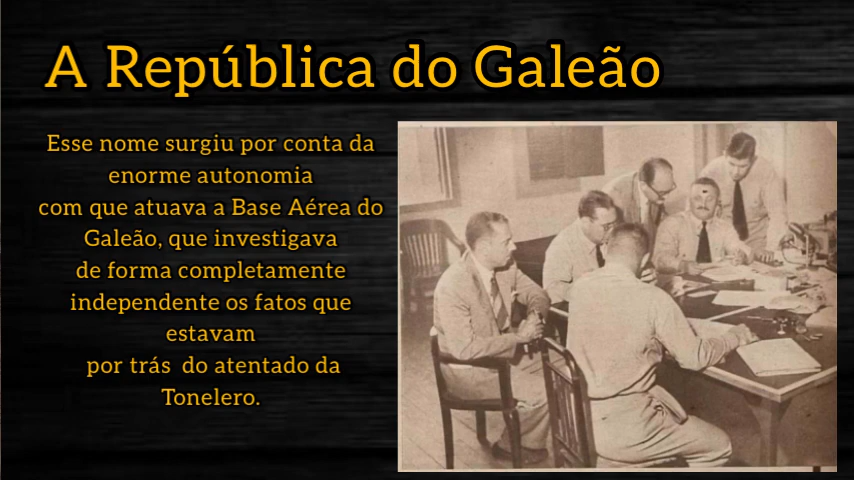 A República do Galeão
Esse nome surgiu por conta da
enorme autonomia
com que atuava a Base Aérea do
Galeão, que investigava
de forma completamente
independente os fatos que
estavam
por trás  do atentado da
Tonelero.